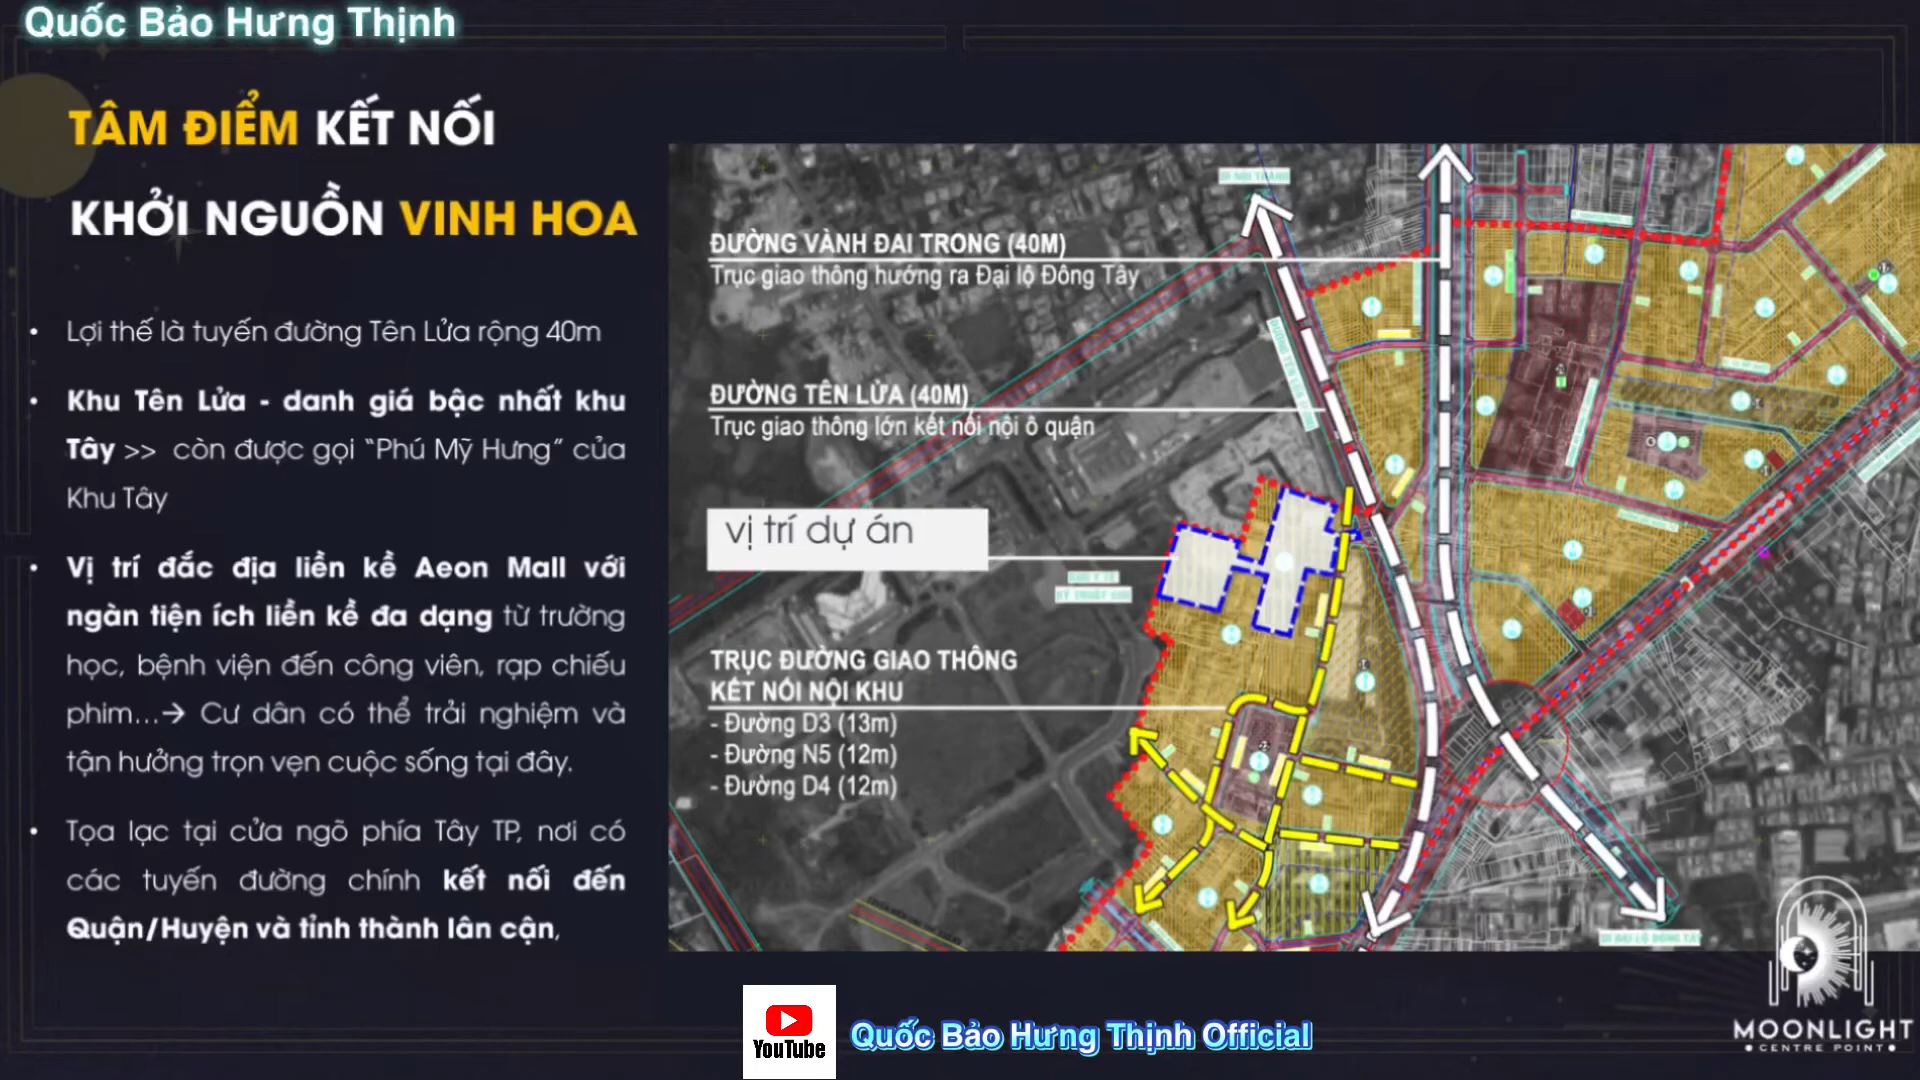 Quốc Bảo Hưng Thịnh
TÂM ĐIỂM KẾT NỐI
KHỞI NGUỒN VINH HOA
• Lợi thế là tuyến đường Tên Lửa rộng 40m
• Khu Tên Lửa - danh giá bậc nhất khu
Tây >> còn được gọi “Phú Mỹ Hưng” của
Khu Tây
• Vị trí đắc địa liền kề Aeon Mall với
ngàn tiện ích liền kề đa dạng từ trường
học, bệnh viện đến công viên, rạp chiếu
phim...→ Cư dân có thể trải nghiệm và
tận hưởng trọn vẹn cuộc sống tại đây.
• Tọa lạc tại cửa ngõ phía Tây TP, nơi có
các tuyến đường chính kết nối đến
Quận/Huyện và tỉnh thành lân cận,
ĐƯỜNG VÀNH ĐAI TRONG (40M)
Trục giao thông hướng ra Đại lộ Đông Tây
ĐƯỜNG TÊN LỬA (40M)
Trục giao thông lớn kết nối nội ô quận
vị trí dự án
TRỤC ĐƯỜNG GIAO THÔNG
KẾT NỐI NỘI KHU
- Đường D3 (13m)
- Đường N5 (12m)
- Đường D4 (12m)
MOONLIGHT
• CENTRE POINT •
YouTube
Quốc Bảo Hưng Thịnh Official